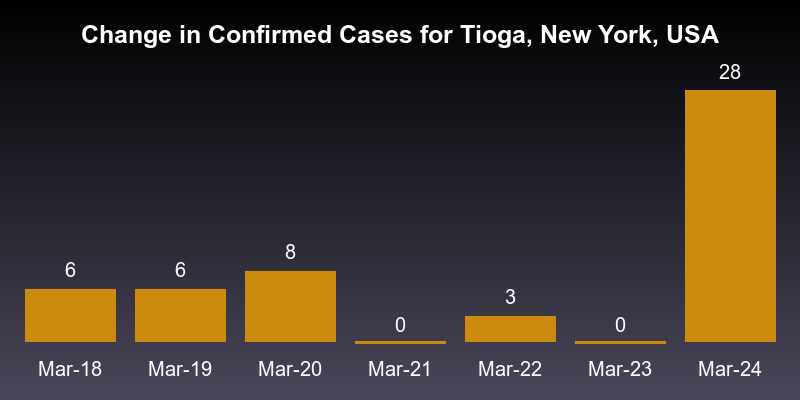 Change in Confirmed Cases for Tioga, New York, USA
28
6 6 8 0 3 0
Mar-18 Mar-19 Mar-20 Mar-21 Mar-22 Mar-23 Mar-24